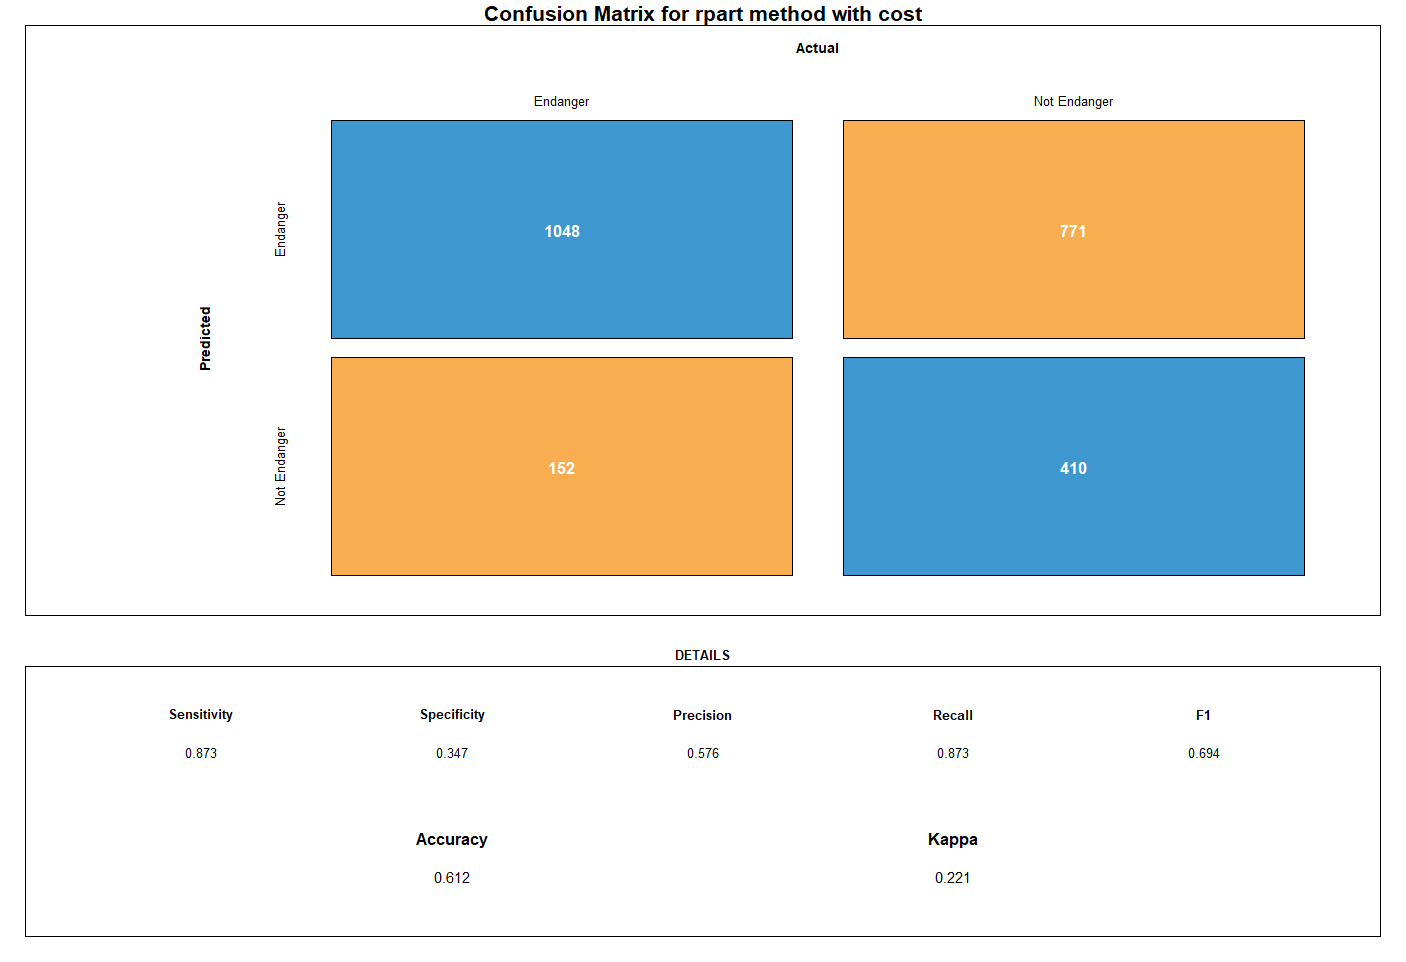 Confusion Matrix for rpart method with cost
Actual
Endanger
Not Endanger
Predicted
Endanger
1048
771
Not Endanger
152
410
DETAILS
Sensitivity
Specificity
Precision
Recall
F1
0.873
0.347
0.576
0.873
0.694
Accuracy
Kappa
0.612
0.221